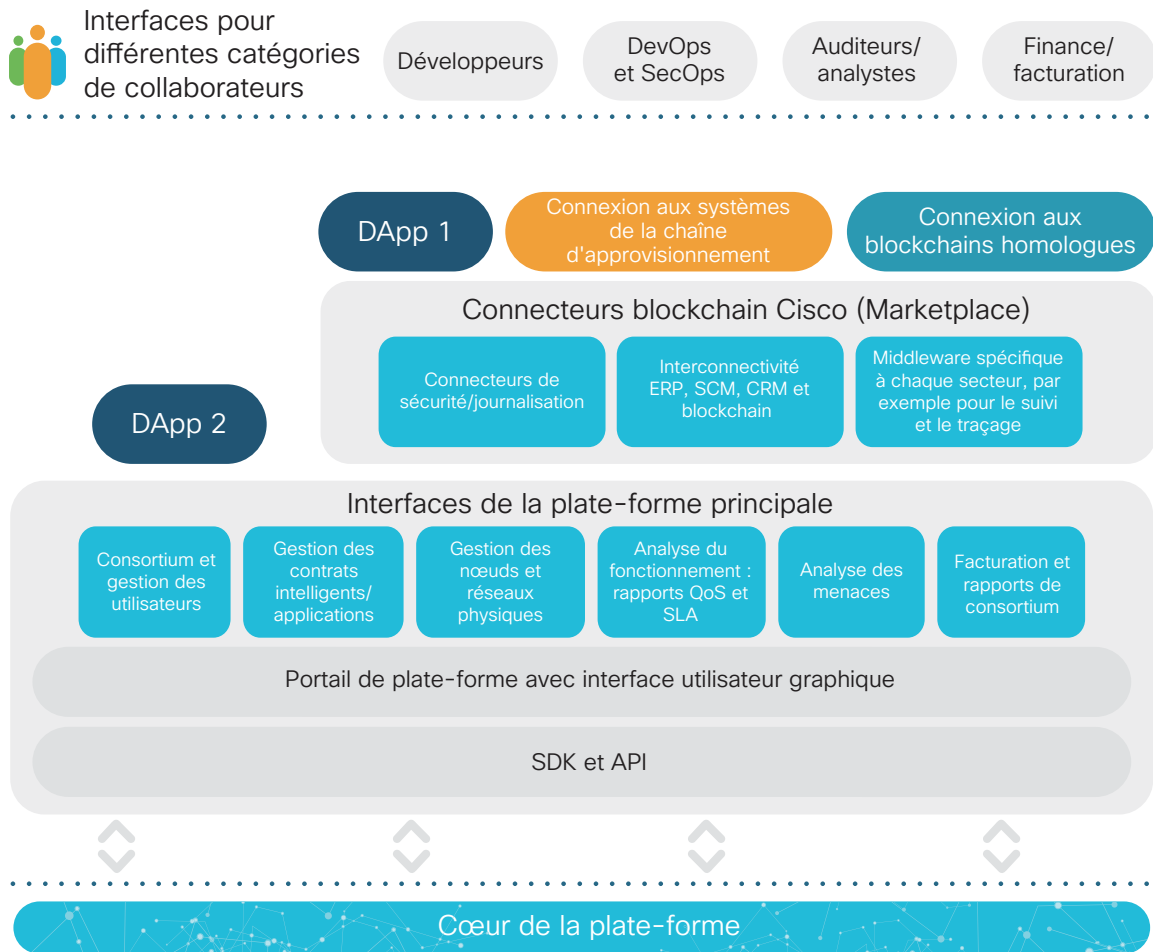 Interfaces pour
différentes catégories
de collaborateurs
Développeurs
DevOps
et SecOps
Auditeurs/
analystes
Finance/
facturation
DApp 1
Connexion aux systèmes
de la chaîne
d'approvisionnement
Connexion aux
blockchains homologues
Connecteurs blockchain Cisco (Marketplace)
Connecteurs de
sécurité/journalisation
Interconnectivité
ERP, SCM, CRM et
blockchain
Middleware spécifique
à chaque secteur, par
exemple pour le suivi
et le traçage
DApp 2
Interfaces de la plate-forme principale
Consortium et
gestion des
utilisateurs
Gestion des
contrats
intelligents/
applications
Gestion des
nœuds et
réseaux
physiques
Analyse du
fonctionnement :
rapports QoS et
SLA
Analyse des
menaces
Facturation et
rapports de
consortium
Portail de plate-forme avec interface utilisateur graphique
SDK et API
Cœur de la plate-forme